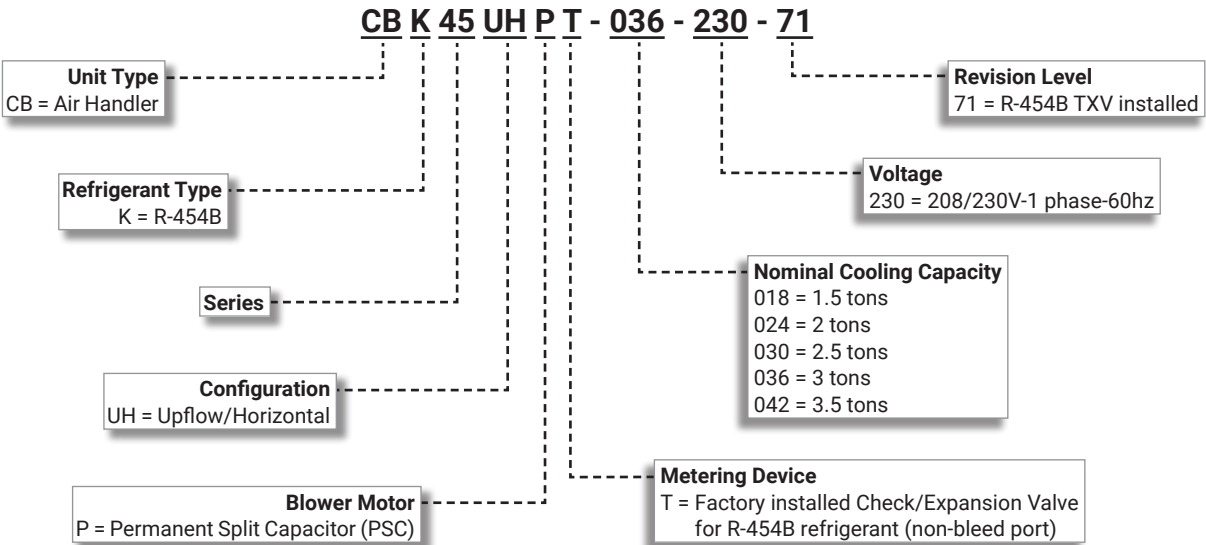 CB K 45 UH P T - 036 - 230 - 71
Unit Type
CB = Air Handler
Revision Level
71 = R-454B TXV installed
Refrigerant Type
K = R-454B
Voltage
230 = 208/230V-1 phase-60hz
Series
Nominal Cooling Capacity
018 = 1.5 tons
024 = 2 tons
030 = 2.5 tons
036 = 3 tons
042 = 3.5 tons
Configuration
UH = Upflow/Horizontal
Blower Motor
P = Permanent Split Capacitor (PSC)
Metering Device
T = Factory installed Check/Expansion Valve
for R-454B refrigerant (non-bleed port)